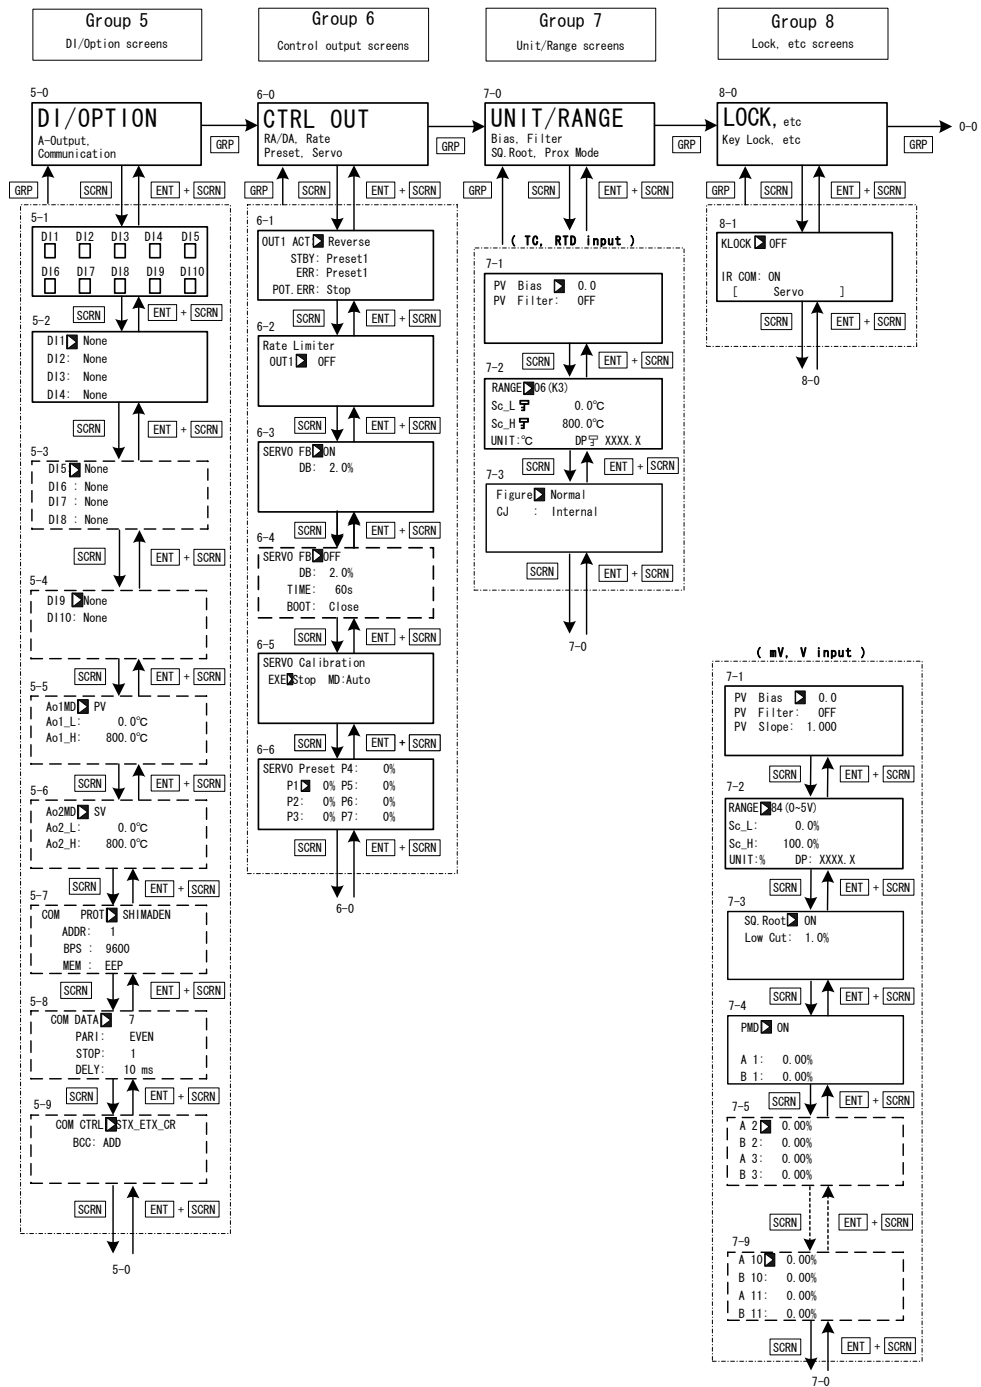 Group 5
DI/Option screens
Group 6
Control output screens
Group 7
Unit/Range screens
Group 8
Lock, etc screens
5-0
DI/OPTION
A-Output,
Communication
GRP
6-0
CTRL OUT
RA/DA, Rate
Preset, Servo
GRP
7-0
UNIT/RANGE
Bias, Filter
SQ.Root, Prox Mode
GRP
8-0
LOCK, etc
Key Lock, etc
GRP
0-0
GRP
SCRN
ENT + SCRN
5-1
DI1 DI2 DI3 DI4 DI5
DI6 DI7 DI8 DI9 DI10
SCRN
ENT + SCRN
5-2
DI1 None
DI2: None
DI3: None
DI4: None
SCRN
ENT + SCRN
5-3
DI5 None
DI6 : None
DI7 : None
DI8 : None
SCRN
ENT + SCRN
5-4
DI9 None
DI10: None
SCRN
ENT + SCRN
5-5
Ao1MD PV
Ao1_L: 0.0℃
Ao1_H: 800.0℃
SCRN
ENT + SCRN
5-6
Ao2MD SV
Ao2_L: 0.0℃
Ao2_H: 800.0℃
SCRN
ENT + SCRN
5-7
COM PROT SHIMADEN
ADDR: 1
BPS : 9600
MEM : EEP
SCRN
ENT + SCRN
5-8
COM DATA 7
PARI: EVEN
STOP: 1
DELY: 10 ms
SCRN
ENT + SCRN
5-9
COM CTRL STX_ETX_CR
BCC: ADD
SCRN
ENT + SCRN
5-0
GRP
SCRN
ENT + SCRN
6-1
OUT1 ACT Reverse
STBY: Preset1
ERR: Preset1
POT.ERR: Stop
SCRN
ENT + SCRN
6-2
Rate Limiter
OUT1 OFF
SCRN
ENT + SCRN
6-3
SERVO FB ON
DB: 2.0%
SCRN
ENT + SCRN
6-4
SERVO FB OFF
DB: 2.0%
TIME: 60s
BOOT: Close
SCRN
ENT + SCRN
6-5
SERVO Calibration
EXE Stop MD:Auto
SCRN
ENT + SCRN
6-6
SERVO Preset P4: 0%
P1 0% P5: 0%
P2: 0% P6: 0%
P3: 0% P7: 0%
SCRN
ENT + SCRN
6-0
GRP
SCRN
ENT + SCRN
( TC, RTD input )
7-1
PV Bias 0.0
PV Filter: OFF
SCRN
ENT + SCRN
7-2
RANGE 06(K3)
Sc_L 0.0℃
Sc_H 800.0℃
UNIT:℃ DP XXXX.X
SCRN
ENT + SCRN
7-3
Figure Normal
CJ : Internal
SCRN
ENT + SCRN
7-0
GRP
SCRN
ENT + SCRN
8-1
KLOCK OFF
IR COM: ON
[ Servo ]
SCRN
ENT + SCRN
8-0
( mV, V input )
7-1
PV Bias 0.0
PV Filter: OFF
PV Slope: 1.000
SCRN
ENT + SCRN
7-2
RANGE 84(0~5V)
Sc_L: 0.0%
Sc_H: 100.0%
UNIT:% DP: XXXX.X
SCRN
ENT + SCRN
7-3
SQ.Root ON
Low Cut: 1.0%
SCRN
ENT + SCRN
7-4
PMD ON
A 1: 0.00%
B 1: 0.00%
SCRN
ENT + SCRN
7-5
A 2 0.00%
B 2: 0.00%
A 3: 0.00%
B 3: 0.00%
SCRN
ENT + SCRN
7-9
A 10 0.00%
B 10: 0.00%
A 11: 0.00%
B 11: 0.00%
SCRN
ENT + SCRN
7-0